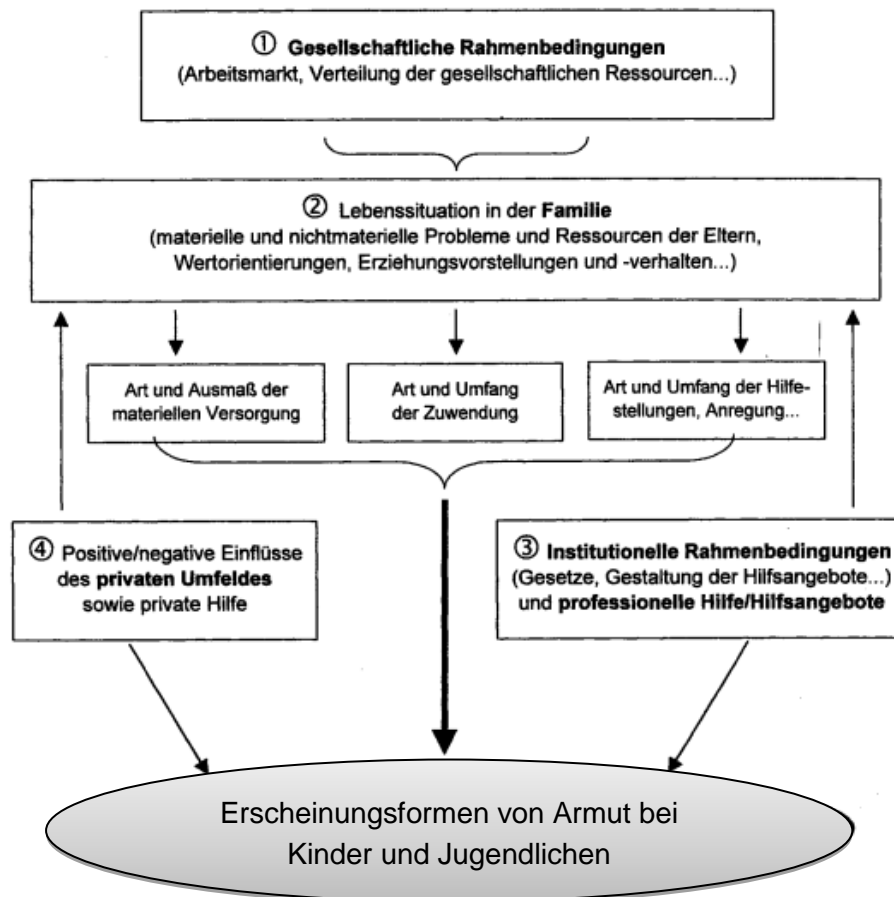 ① Gesellschaftliche Rahmenbedingungen
(Arbeitsmarkt, Verteilung der gesellschaftlichen Ressourcen...)
② Lebenssituation in der Familie
(materielle und nichtmaterielle Probleme und Ressourcen der Eltern,
Wertorientierungen, Erziehungsvorstellungen und -verhalten...)
Art und Ausmaß der
materiellen Versorgung
Art und Umfang
der Zuwendung
Art und Umfang der Hilfe-
stellungen, Anregung...
④ Positive/negative Einflüsse
des privaten Umfeldes
sowie private Hilfe
③ Institutionelle Rahmenbedingungen
(Gesetze, Gestaltung der Hilfsangebote...)
und professionelle Hilfe/Hilfsangebote
Erscheinungsformen von Armut bei
Kinder und Jugendlichen